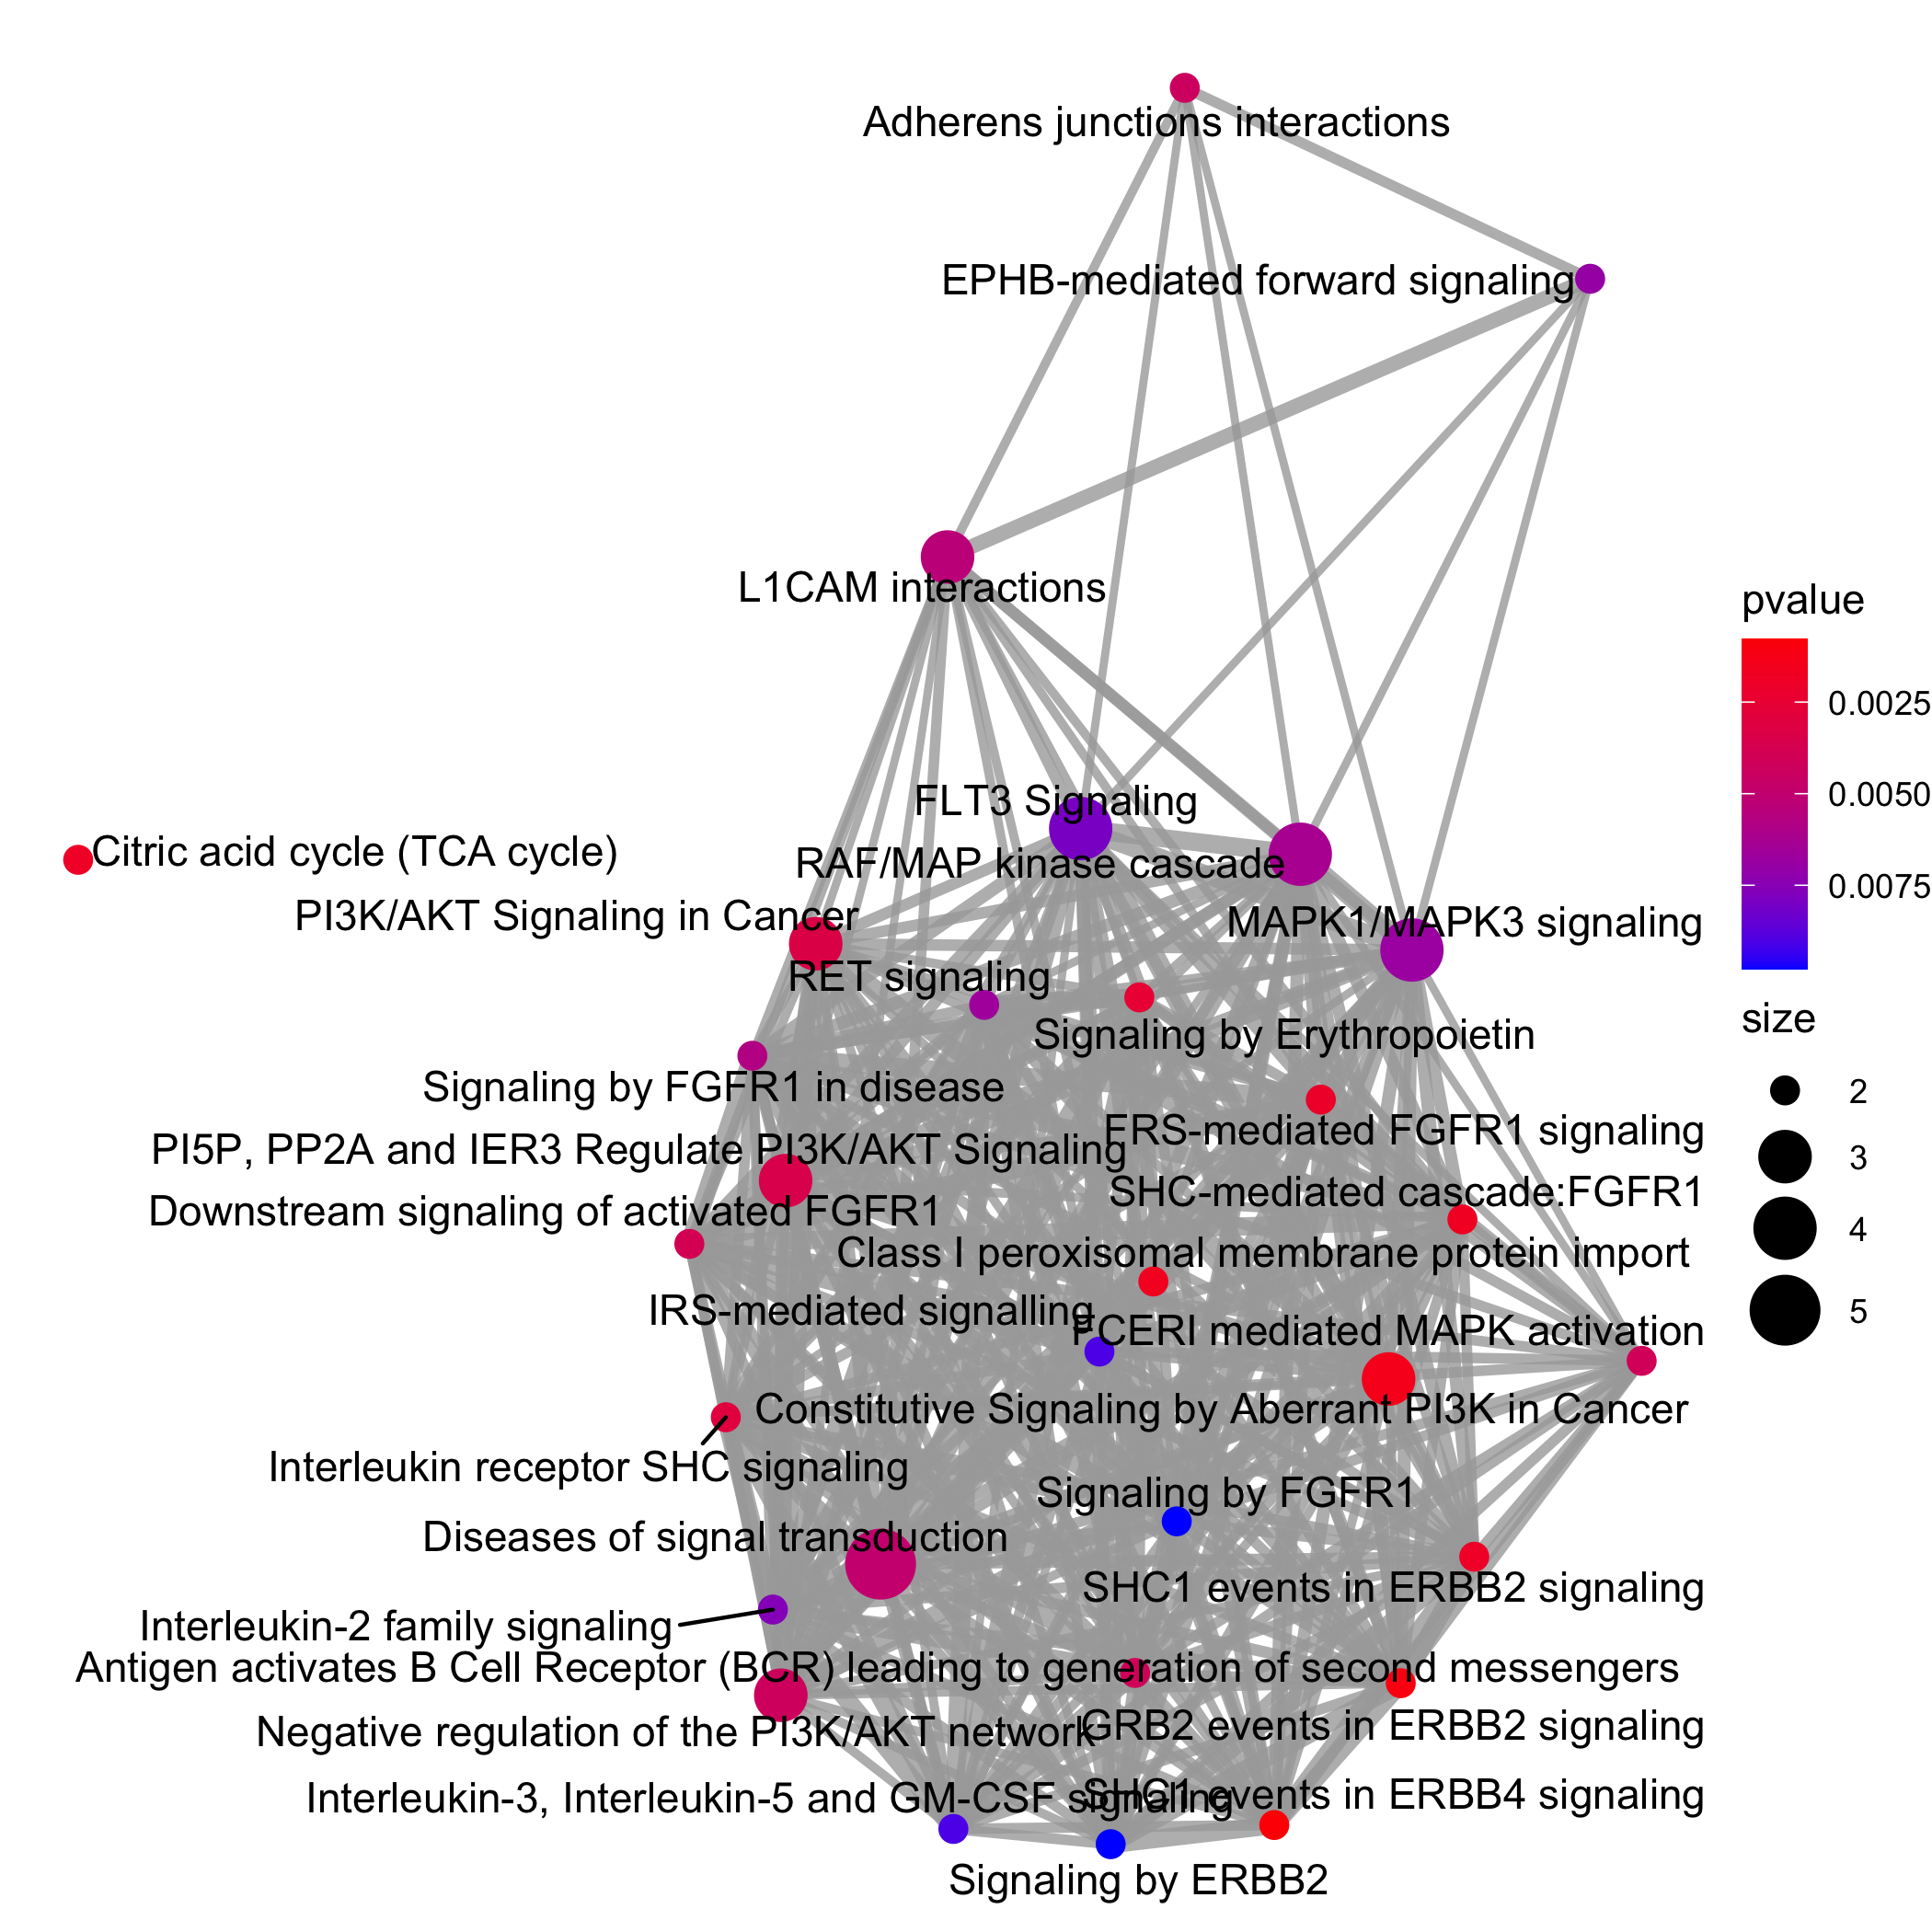 Adherens junctions interactions
EPHB-mediated forward signaling
L1CAM interactions
FLT3 Signaling
RAF/MAP kinase cascade
Citric acid cycle (TCA cycle)
PI3K/AKT Signaling in Cancer
MAPK1/MAPK3 signaling
RET signaling
Signaling by Erythropoietin
Signaling by FGFR1 in disease
FRS-mediated FGFR1 signaling
PI5P, PP2A and IER3 Regulate PI3K/AKT Signaling
SHC-mediated cascade:FGFR1
Downstream signaling of activated FGFR1
Class I peroxisomal membrane protein import
IRS-mediated signalling
FCERI mediated MAPK activation
Constitutive Signaling by Aberrant PI3K in Cancer
Interleukin receptor SHC signaling
Signaling by FGFR1
Diseases of signal transduction
SHC1 events in ERBB2 signaling
Interleukin-2 family signaling
Antigen activates B Cell Receptor (BCR) leading to generation of second messengers
Negative regulation of the PI3K/AKT network
GRB2 events in ERBB2 signaling
Interleukin-3, Interleukin-5 and GM-CSF signaling
SHC1 events in ERBB4 signaling
Signaling by ERBB2
pvalue
0.0025
0.0050
0.0075
size
2
3
4
5